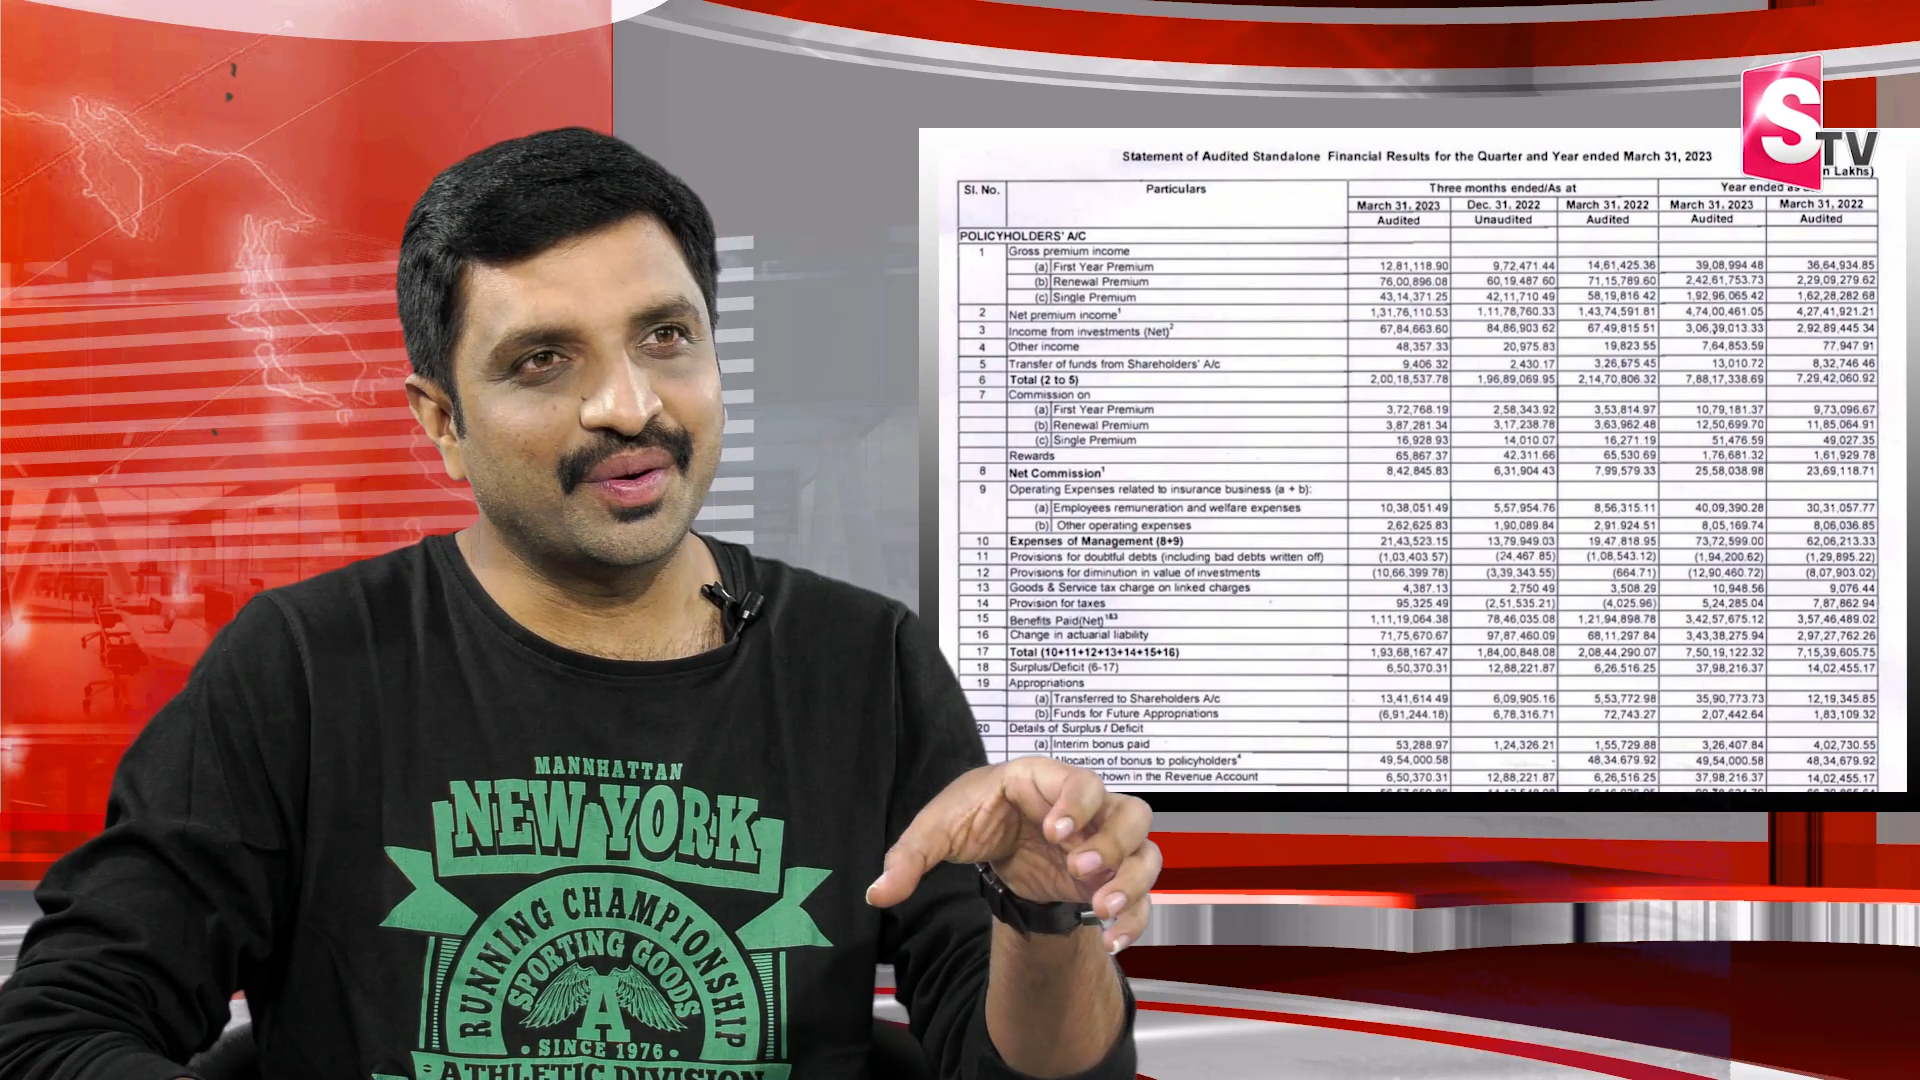 S TV
Statement of Audited Standalone Financial Results for the Quarter and Year ended March 31, 2023
n Lakhs)
Sl. No. Particulars Three months ended/As at Year ended as
March 31, 2023 Dec. 31, 2022 March 31, 2022 March 31, 2023 March 31, 2022
Audited Unaudited Audited Audited Audited
POLICYHOLDERS' A/C
1 Gross premium income
(a) First Year Premium 12,81,118.90 9,72,471.44 14,61,425.36 39,08,994.48 36,64,934.85
(b) Renewal Premium 76,00,896.08 60,19,487.60 71,15,789.60 2,42,61,753.73 2,29,09,279.62
(c) Single Premium 43,14,371.25 42,11,710.49 58,19,816.42 1,92,96,065.42 1,62,28,282.68
2 Net premium income¹ 1,31,76,110.53 1,11,78,760.33 1,43,74,591.81 4,74,00,461.05 4,27,41,921.21
3 Income from investments (Net)² 67,84,663.60 84,86,903.62 67,49,815.51 3,06,39,013.33 2,92,89,445.34
4 Other income 48,357.33 20,975.83 19,823.55 7,64,853.59 77,947.91
5 Transfer of funds from Shareholders' A/c 9,406.32 2,430.17 3,26,575.45 13,010.72 8,32,746.46
6 Total (2 to 5) 2,00,18,537.78 1,96,89,069.95 2,14,70,806.32 7,88,17,338.69 7,29,42,060.92
7 Commission on
(a) First Year Premium 3,72,768.19 2,58,343.92 3,53,814.97 10,79,181.37 9,73,096.67
(b) Renewal Premium 3,87,281.34 3,17,238.78 3,63,962.48 12,50,699.70 11,85,064.91
(c) Single Premium 16,928.93 14,010.07 16,271.19 51,476.59 49,027.35
Rewards 65,867.37 42,311.66 65,530.69 1,76,681.32 1,61,929.78
8 Net Commission¹ 8,42,845.83 6,31,904.43 7,99,579.33 25,58,038.98 23,69,118.71
9 Operating Expenses related to insurance business (a + b):
(a) Employees remuneration and welfare expenses 10,38,051.49 5,57,954.76 8,56,315.11 40,09,390.28 30,31,057.77
(b) Other operating expenses 2,62,625.83 1,90,089.84 2,91,924.51 8,05,169.74 8,06,036.85
10 Expenses of Management (8+9) 21,43,523.15 13,79,949.03 19,47,818.95 73,72,599.00 62,06,213.33
11 Provisions for doubtful debts (including bad debts written off) (1,03,403.57) (24,467.85) (1,08,543.12) (1,94,200.62) (1,29,895.22)
12 Provisions for diminution in value of investments (10,66,399.78) (3,39,343.55) (664.71) (12,90,460.72) (8,07,903.02)
13 Goods & Service tax charge on linked charges 4,387.13 2,750.49 3,508.29 10,948.56 9,076.44
14 Provision for taxes 95,325.49 (2,51,535.21) (4,025.96) 5,24,285.04 7,87,862.94
15 Benefits Paid(Net)¹&³ 1,11,19,064.38 78,46,035.08 1,21,94,898.78 3,42,57,675.12 3,57,46,489.02
16 Change in actuarial liability 71,75,670.67 97,87,460.09 68,11,297.84 3,43,38,275.94 2,97,27,762.26
17 Total (10+11+12+13+14+15+16) 1,93,68,167.47 1,84,00,848.08 2,08,44,290.07 7,50,19,122.32 7,15,39,605.75
18 Surplus/Deficit (6-17) 6,50,370.31 12,88,221.87 6,26,516.25 37,98,216.37 14,02,455.17
19 Appropriations
(a) Transferred to Shareholders A/c 13,41,614.49 6,09,905.16 5,53,772.98 35,90,773.73 12,19,345.85
(b) Funds for Future Appropriations (6,91,244.18) 6,78,316.71 72,743.27 2,07,442.64 1,83,109.32
20 Details of Surplus / Deficit
(a) Interim bonus paid 53,288.97 1,24,326.21 1,55,729.88 3,26,407.84 4,02,730.55
Allocation of bonus to policyholders⁴ 49,54,000.58 48,34,679.92 49,54,000.58 48,34,679.92
hown in the Revenue Account 6,50,370.31 12,88,221.87 6,26,516.25 37,98,216.37 14,02,455.17
MANNHATTAN
NEW YORK
RUNNING CHAMPIONSHIP
SPORTING GOODS
A
• SINCE 1976 •
ATHLETIC DIVISION